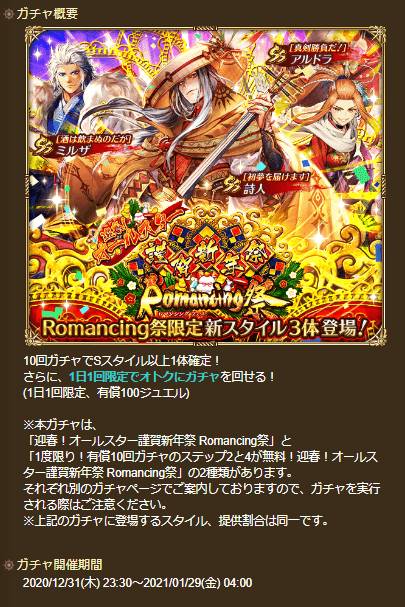 ガチャ概要
SS
[真剣勝負だ!]
アルドラ
SS
[酒は飲まぬのだが]
ミルザ
[初夢を届けます]
SS
詩人
迎春!
オールスター
謹賀新年祭
Romancing祭
Romancing祭限定新スタイル3体登場!
10回ガチャでSスタイル以上1体確定！
さらに、1日1回限定でオトクにガチャを回せる！
(1日1回限定、有償100ジュエル)
※本ガチャは、
「迎春！オールスター謹賀新年祭 Romancing祭」と
「1度限り！有償10回ガチャのステップ2と4が無料！迎春！オールス
ター謹賀新年祭 Romancing祭」の2種類があります。
それぞれ別のガチャページでご案内しておりますので、ガチャを実行
される際はご注意ください。
※上記のガチャに登場するスタイル、提供割合は同一です。
ガチャ開催期間
2020/12/31(木) 23:30～2021/01/29(金) 04:00